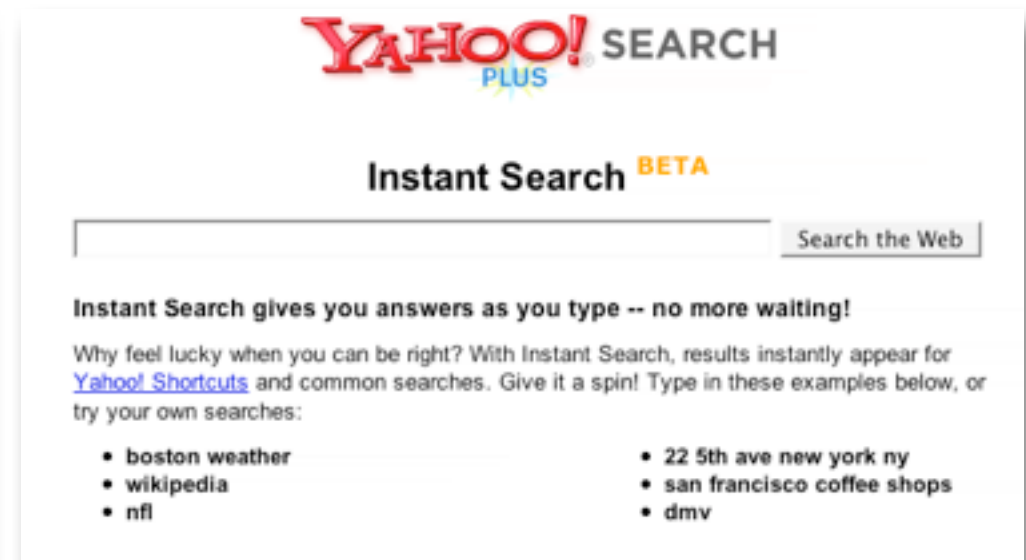 YAHOO! SEARCH
PLUS
Instant Search BETA
Search the Web
Instant Search gives you answers as you type -- no more waiting!
Why feel lucky when you can be right? With Instant Search, results instantly appear for
Yahoo! Shortcuts and common searches. Give it a spin! Type in these examples below, or
try your own searches:
• boston weather
• wikipedia
• nfl
• 22 5th ave new york ny
• san francisco coffee shops
• dmv